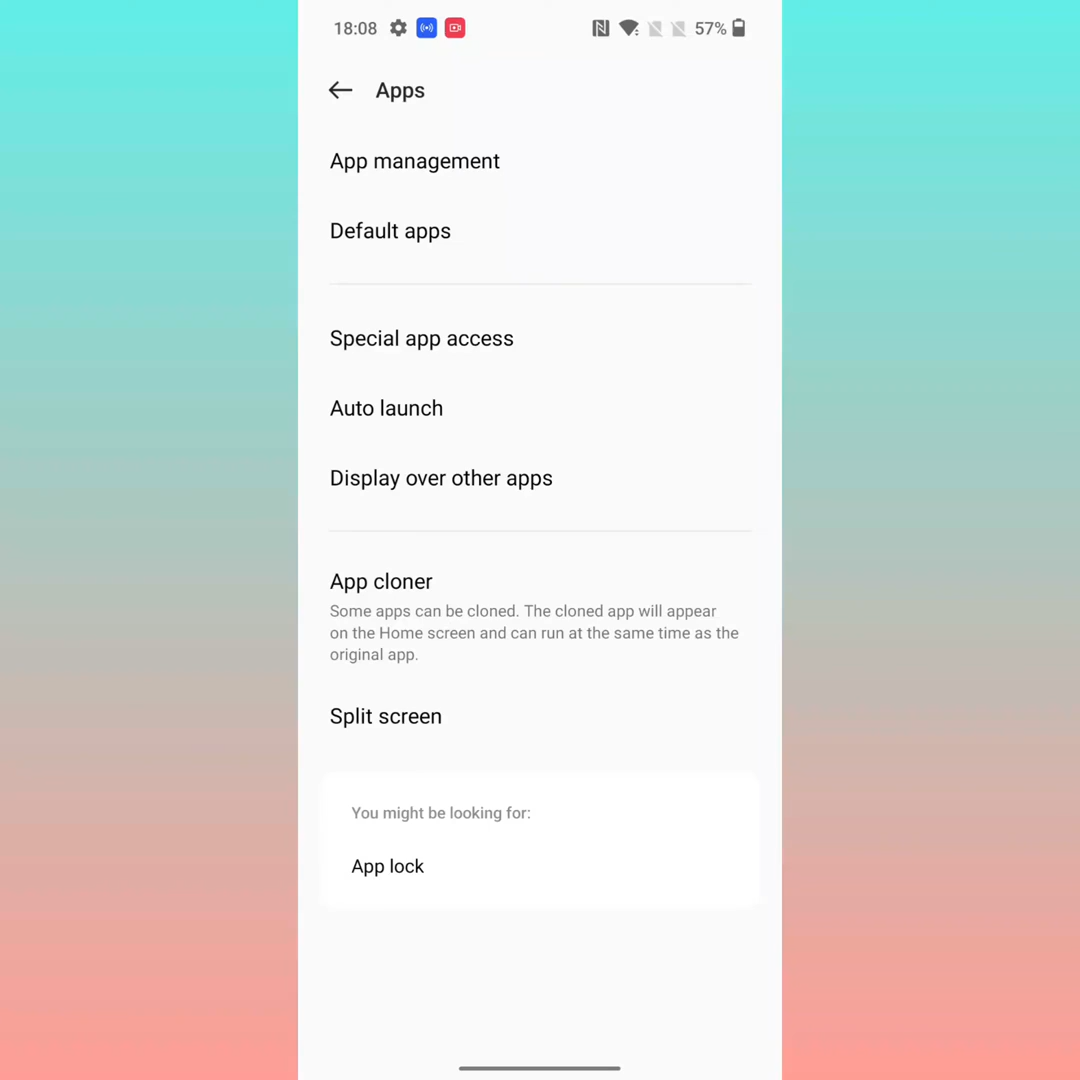 18:08 57%
Apps
App management
Default apps
Special app access
Auto launch
Display over other apps
App cloner
Some apps can be cloned. The cloned app will appear
on the Home screen and can run at the same time as the
original app.
Split screen
You might be looking for:
App lock